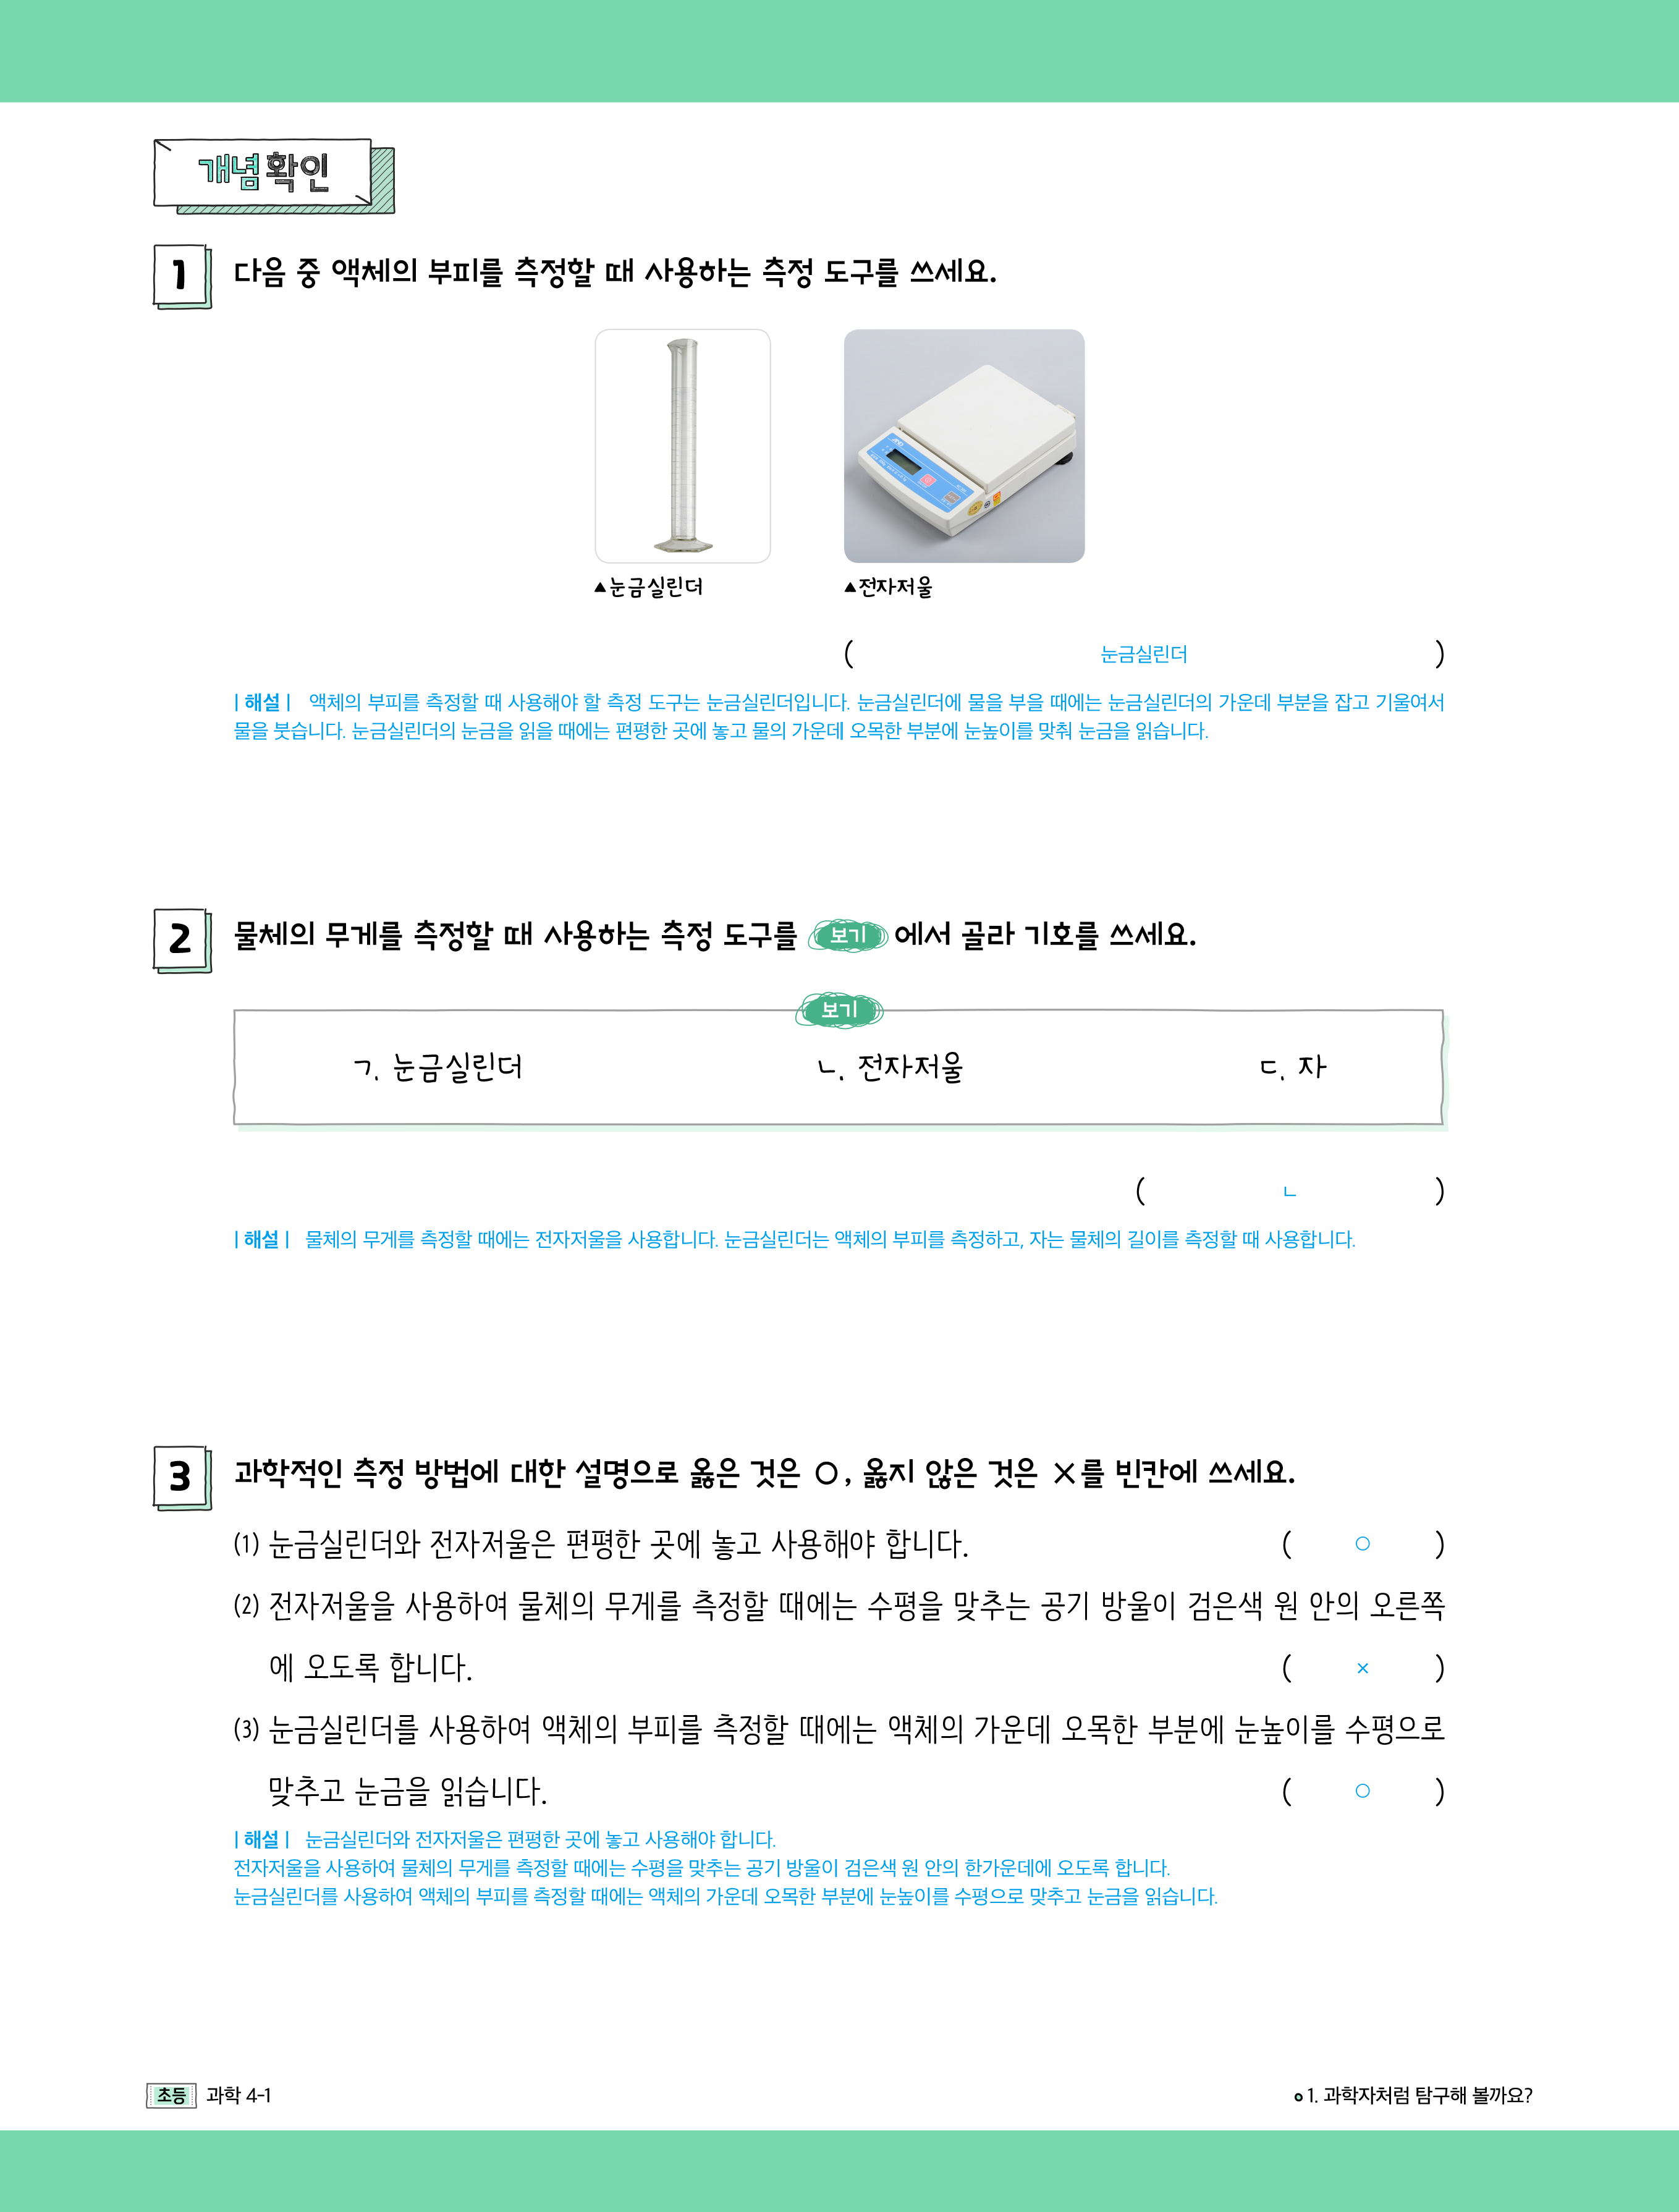 개념 확인
1 다음 중 액체의 부피를 측정할 때 사용하는 측정 도구를 쓰세요.
▲눈금실린더
▲전자저울
( 눈금실린더 )
| 해설 | 액체의 부피를 측정할 때 사용해야 할 측정 도구는 눈금실린더입니다. 눈금실린더에 물을 부을 때에는 눈금실린더의 가운데 부분을 잡고 기울여서
물을 붓습니다. 눈금실린더의 눈금을 읽을 때에는 편평한 곳에 놓고 물의 가운데 오목한 부분에 눈높이를 맞춰 눈금을 읽습니다.
2 물체의 무게를 측정할 때 사용하는 측정 도구를 보기 에서 골라 기호를 쓰세요.
보기
ㄱ. 눈금실린더 ㄴ. 전자저울 ㄷ. 자
( ㄴ )
| 해설 | 물체의 무게를 측정할 때에는 전자저울을 사용합니다. 눈금실린더는 액체의 부피를 측정하고, 자는 물체의 길이를 측정할 때 사용합니다.
3 과학적인 측정 방법에 대한 설명으로 옳은 것은 ○, 옳지 않은 것은 ×를 빈칸에 쓰세요.
(1) 눈금실린더와 전자저울은 편평한 곳에 놓고 사용해야 합니다. ( ○ )
(2) 전자저울을 사용하여 물체의 무게를 측정할 때에는 수평을 맞추는 공기 방울이 검은색 원 안의 오른쪽
에 오도록 합니다. ( × )
(3) 눈금실린더를 사용하여 액체의 부피를 측정할 때에는 액체의 가운데 오목한 부분에 눈높이를 수평으로
맞추고 눈금을 읽습니다. ( ○ )
| 해설 | 눈금실린더와 전자저울은 편평한 곳에 놓고 사용해야 합니다.
전자저울을 사용하여 물체의 무게를 측정할 때에는 수평을 맞추는 공기 방울이 검은색 원 안의 한가운데에 오도록 합니다.
눈금실린더를 사용하여 액체의 부피를 측정할 때에는 액체의 가운데 오목한 부분에 눈높이를 수평으로 맞추고 눈금을 읽습니다.
초등 과학 4-1
1. 과학자처럼 탐구해 볼까요?